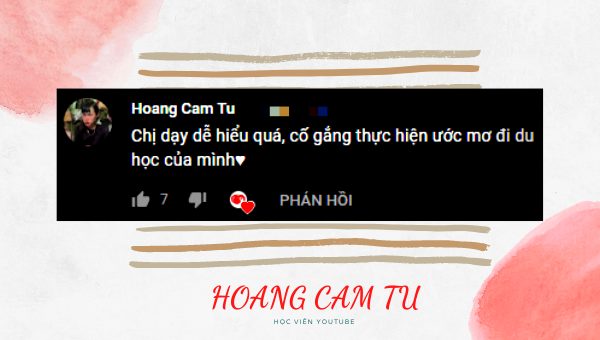 Hoang Cam Tu
Chị dạy dễ hiểu quá, cố gắng thực hiện ước mơ đi du
học của mình♥
7
PHẢN HỒI
HOANG CAM TU
HỌC VIÊN YOUTUBE